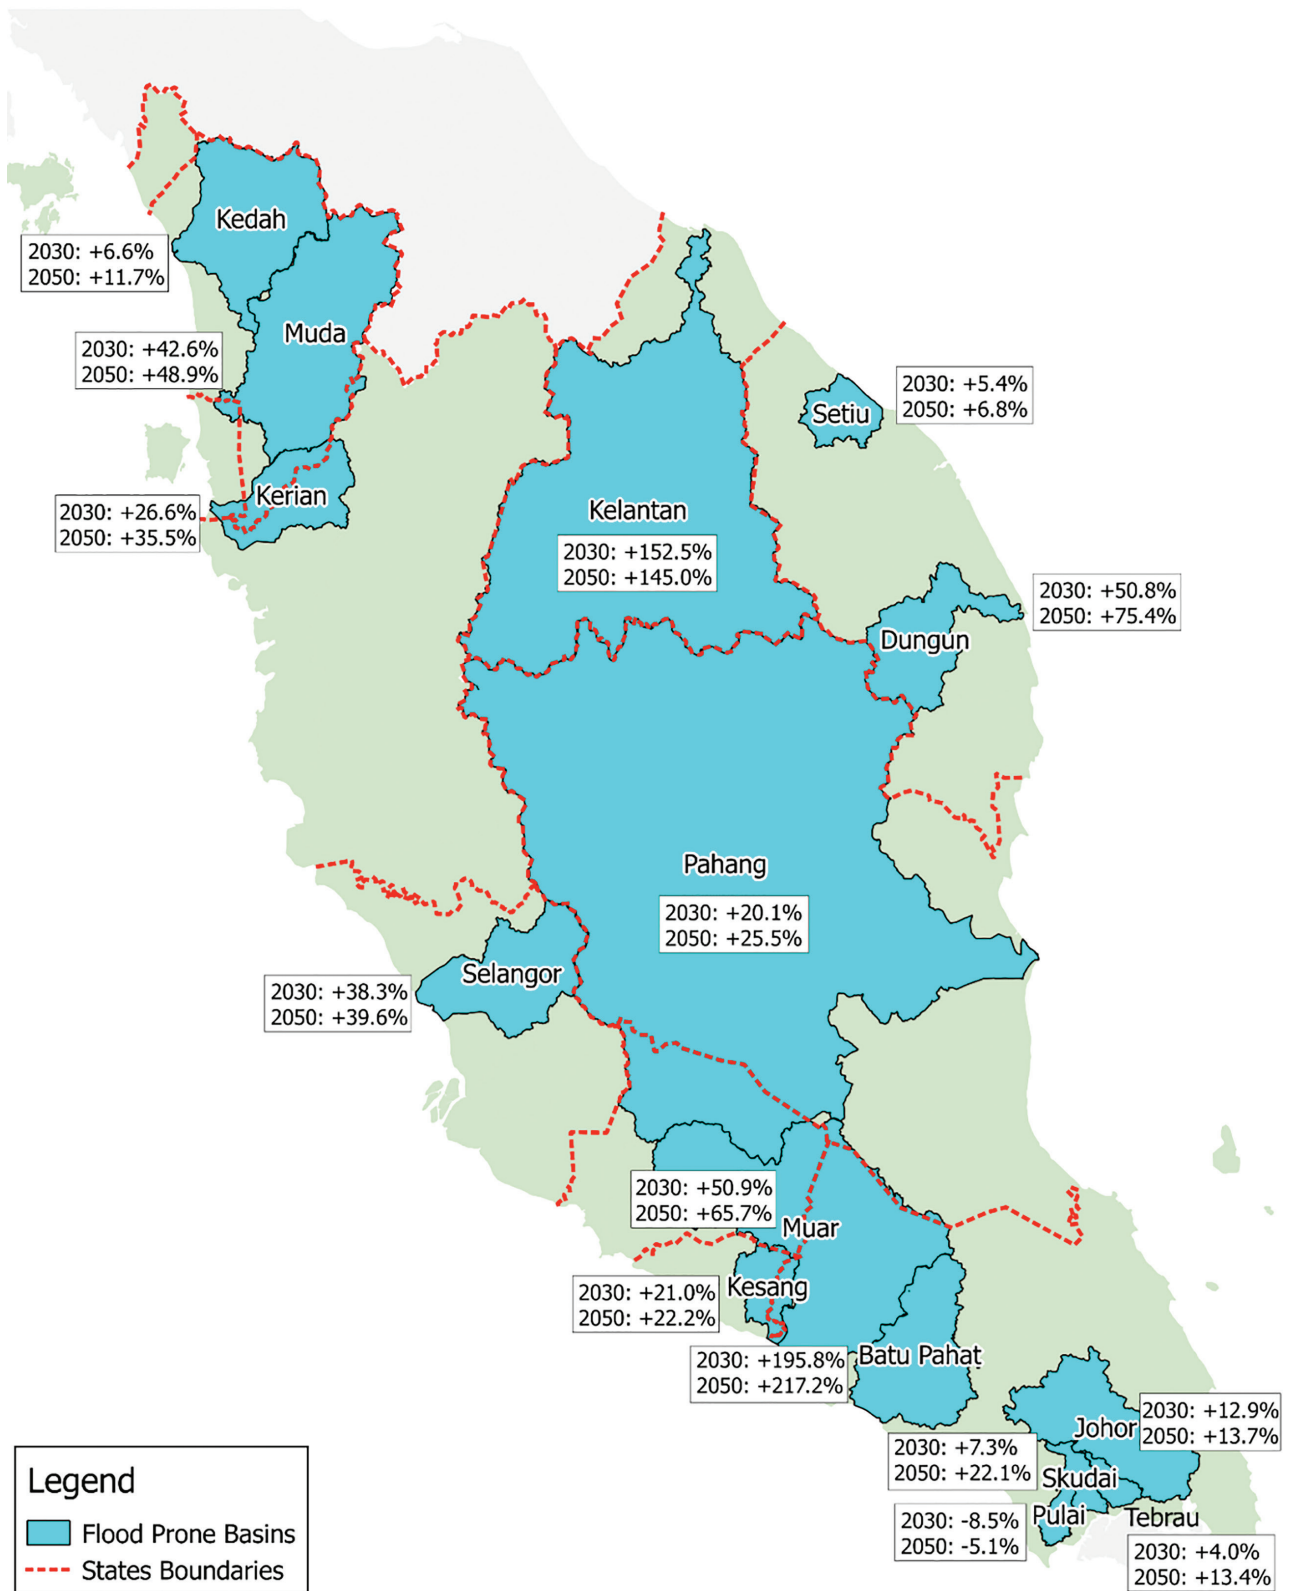 Kedah
2030: +6.6%
2050: +11.7%
Muda
2030: +42.6%
2050: +48.9%
2030: +5.4%
2050: +6.8%
Setiu
Kerian
2030: +26.6%
2050: +35.5%
Kelantan
2030: +152.5%
2050: +145.0%
2030: +50.8%
2050: +75.4%
Dungun
Pahang
2030: +20.1%
2050: +25.5%
Selangor
2030: +38.3%
2050: +39.6%
2030: +50.9%
2050: +65.7%
Muar
Kesang
2030: +21.0%
2050: +22.2%
Batu Pahat
2030: +195.8%
2050: +217.2%
Johor
2030: +12.9%
2050: +13.7%
2030: +7.3%
2050: +22.1%
Skudai
Pulai
2030: -8.5%
2050: -5.1%
Tebrau
2030: +4.0%
2050: +13.4%
Legend
Flood Prone Basins
States Boundaries